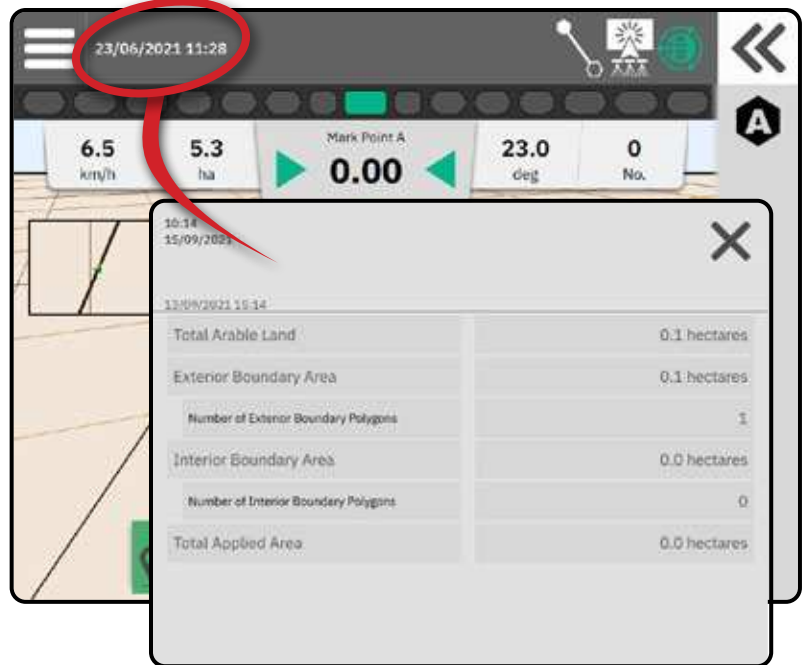 23/06/2021 11:28
A
6.5 5.3 Mark Point A 23.0 0
km/h ha 0.00 deg No.
10:14
15/09/2021
13/09/2021 15:14
Total Arable Land 0.1 hectares
Exterior Boundary Area 0.1 hectares
Number of Exterior Boundary Polygons 1
Interior Boundary Area 0.0 hectares
Number of Interior Boundary Polygons 0
Total Applied Area 0.0 hectares